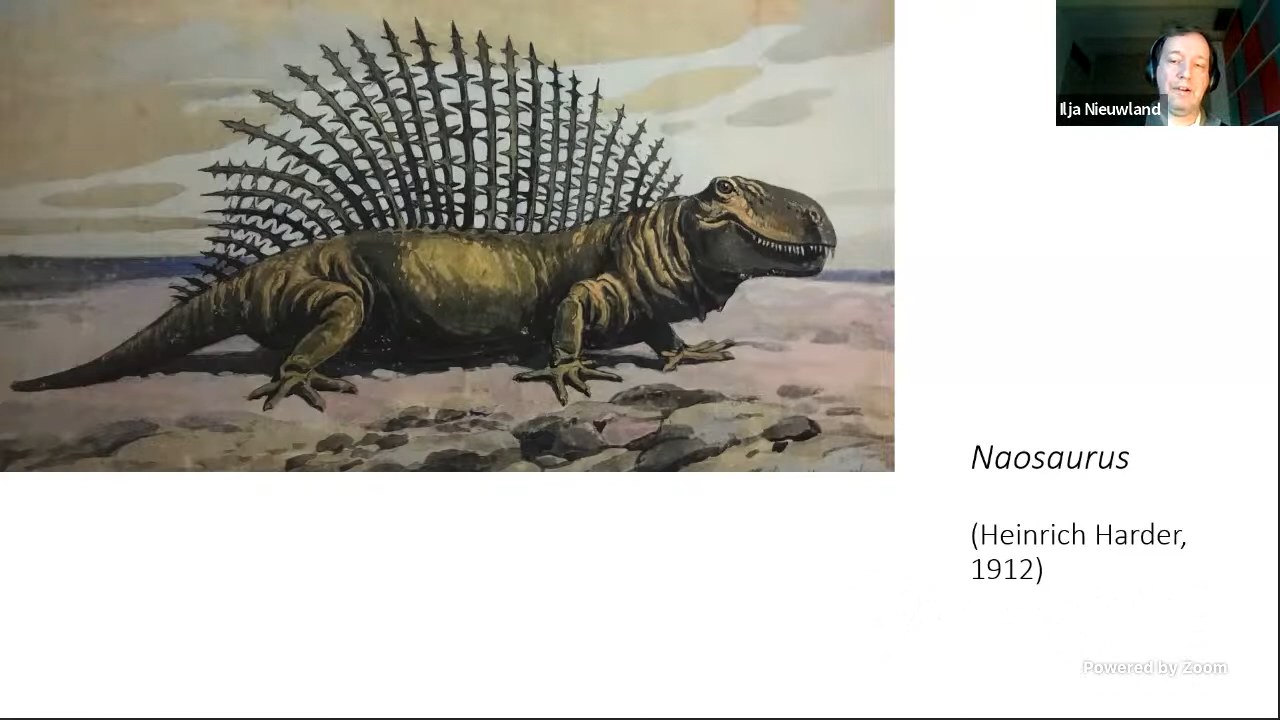 Ilja Nieuwland
Naosaurus
(Heinrich Harder,
1912)
Powered by Zoom